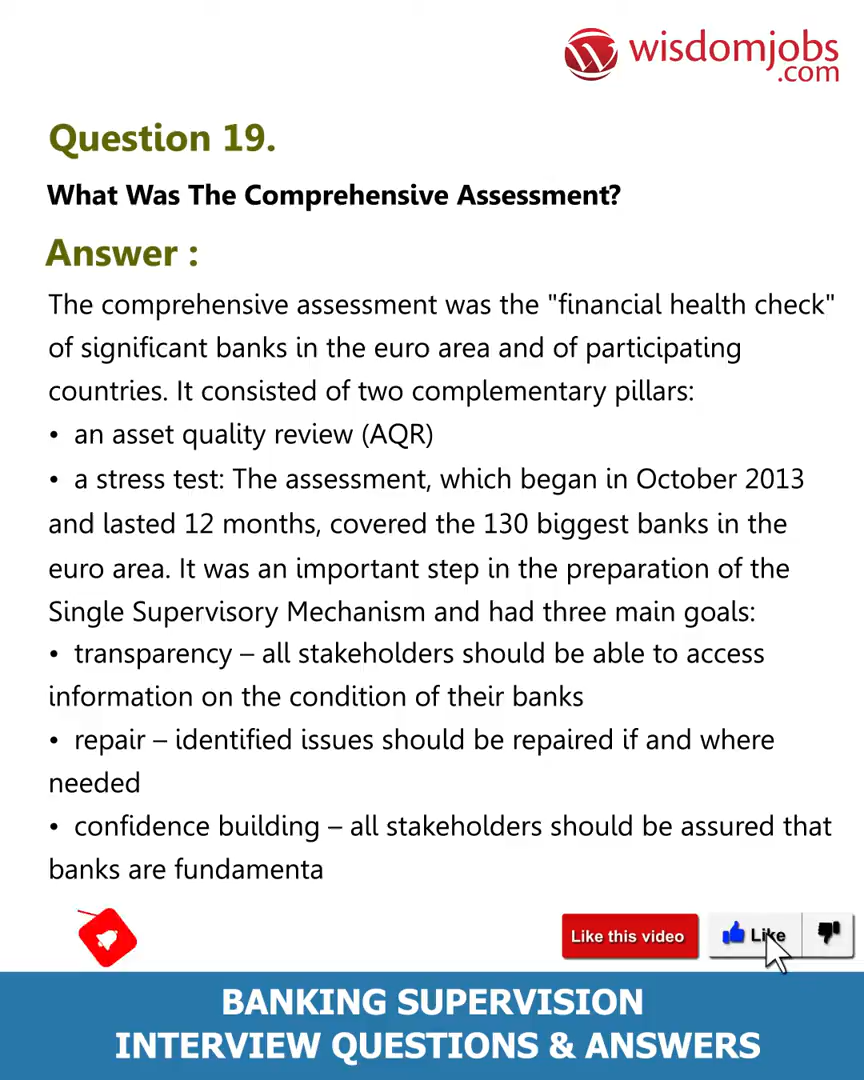 wisdomjobs
.com
Question 19.
What Was The Comprehensive Assessment?
Answer :
The comprehensive assessment was the "financial health check"
of significant banks in the euro area and of participating
countries. It consisted of two complementary pillars:
• an asset quality review (AQR)
• a stress test: The assessment, which began in October 2013
and lasted 12 months, covered the 130 biggest banks in the
euro area. It was an important step in the preparation of the
Single Supervisory Mechanism and had three main goals:
• transparency – all stakeholders should be able to access
information on the condition of their banks
• repair – identified issues should be repaired if and where
needed
• confidence building – all stakeholders should be assured that
banks are fundamenta
Like this video
Like
BANKING SUPERVISION
INTERVIEW QUESTIONS & ANSWERS